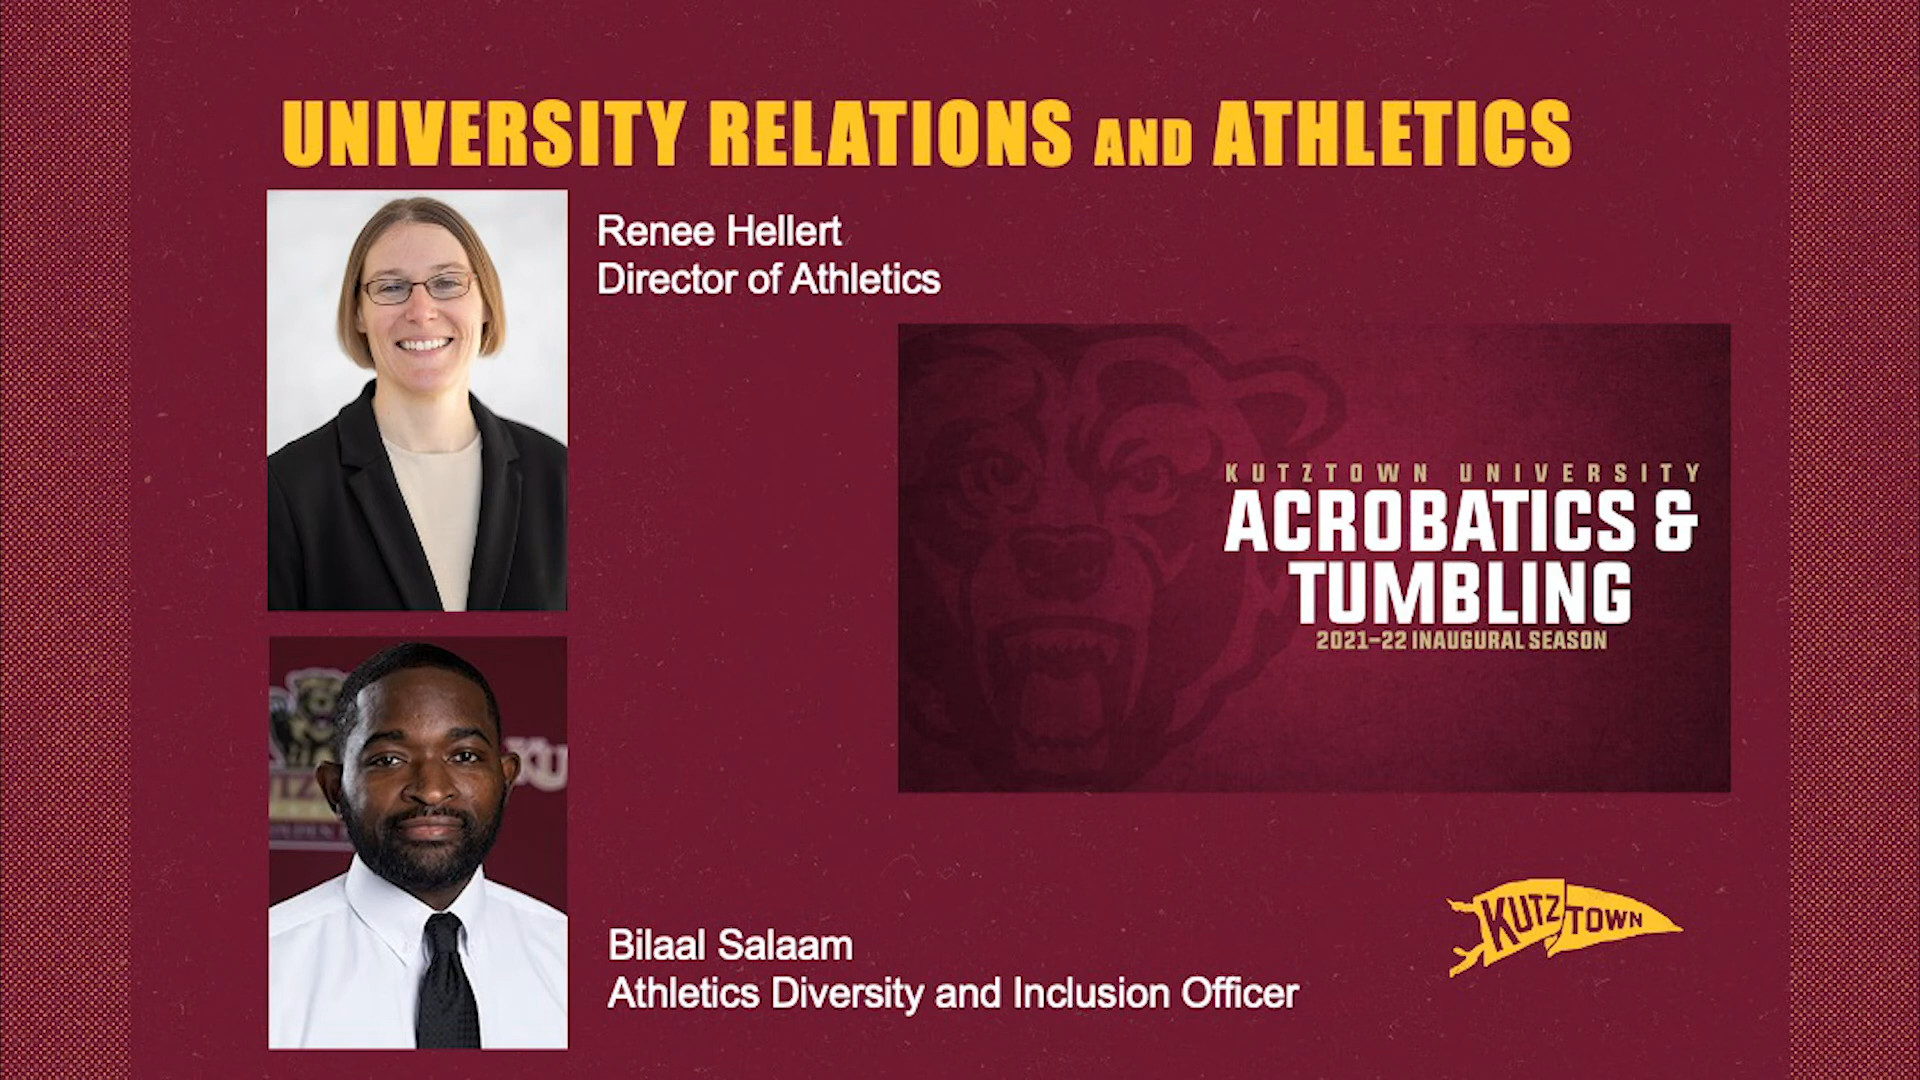 UNIVERSITY RELATIONS AND ATHLETICS
Renee Hellert
Director of Athletics
KUTZTOWN UNIVERSITY
ACROBATICS &
TUMBLING
2021-22 INAUGURAL SEASON
KU
Bilaal Salaam
Athletics Diversity and Inclusion Officer
KUTZTOWN